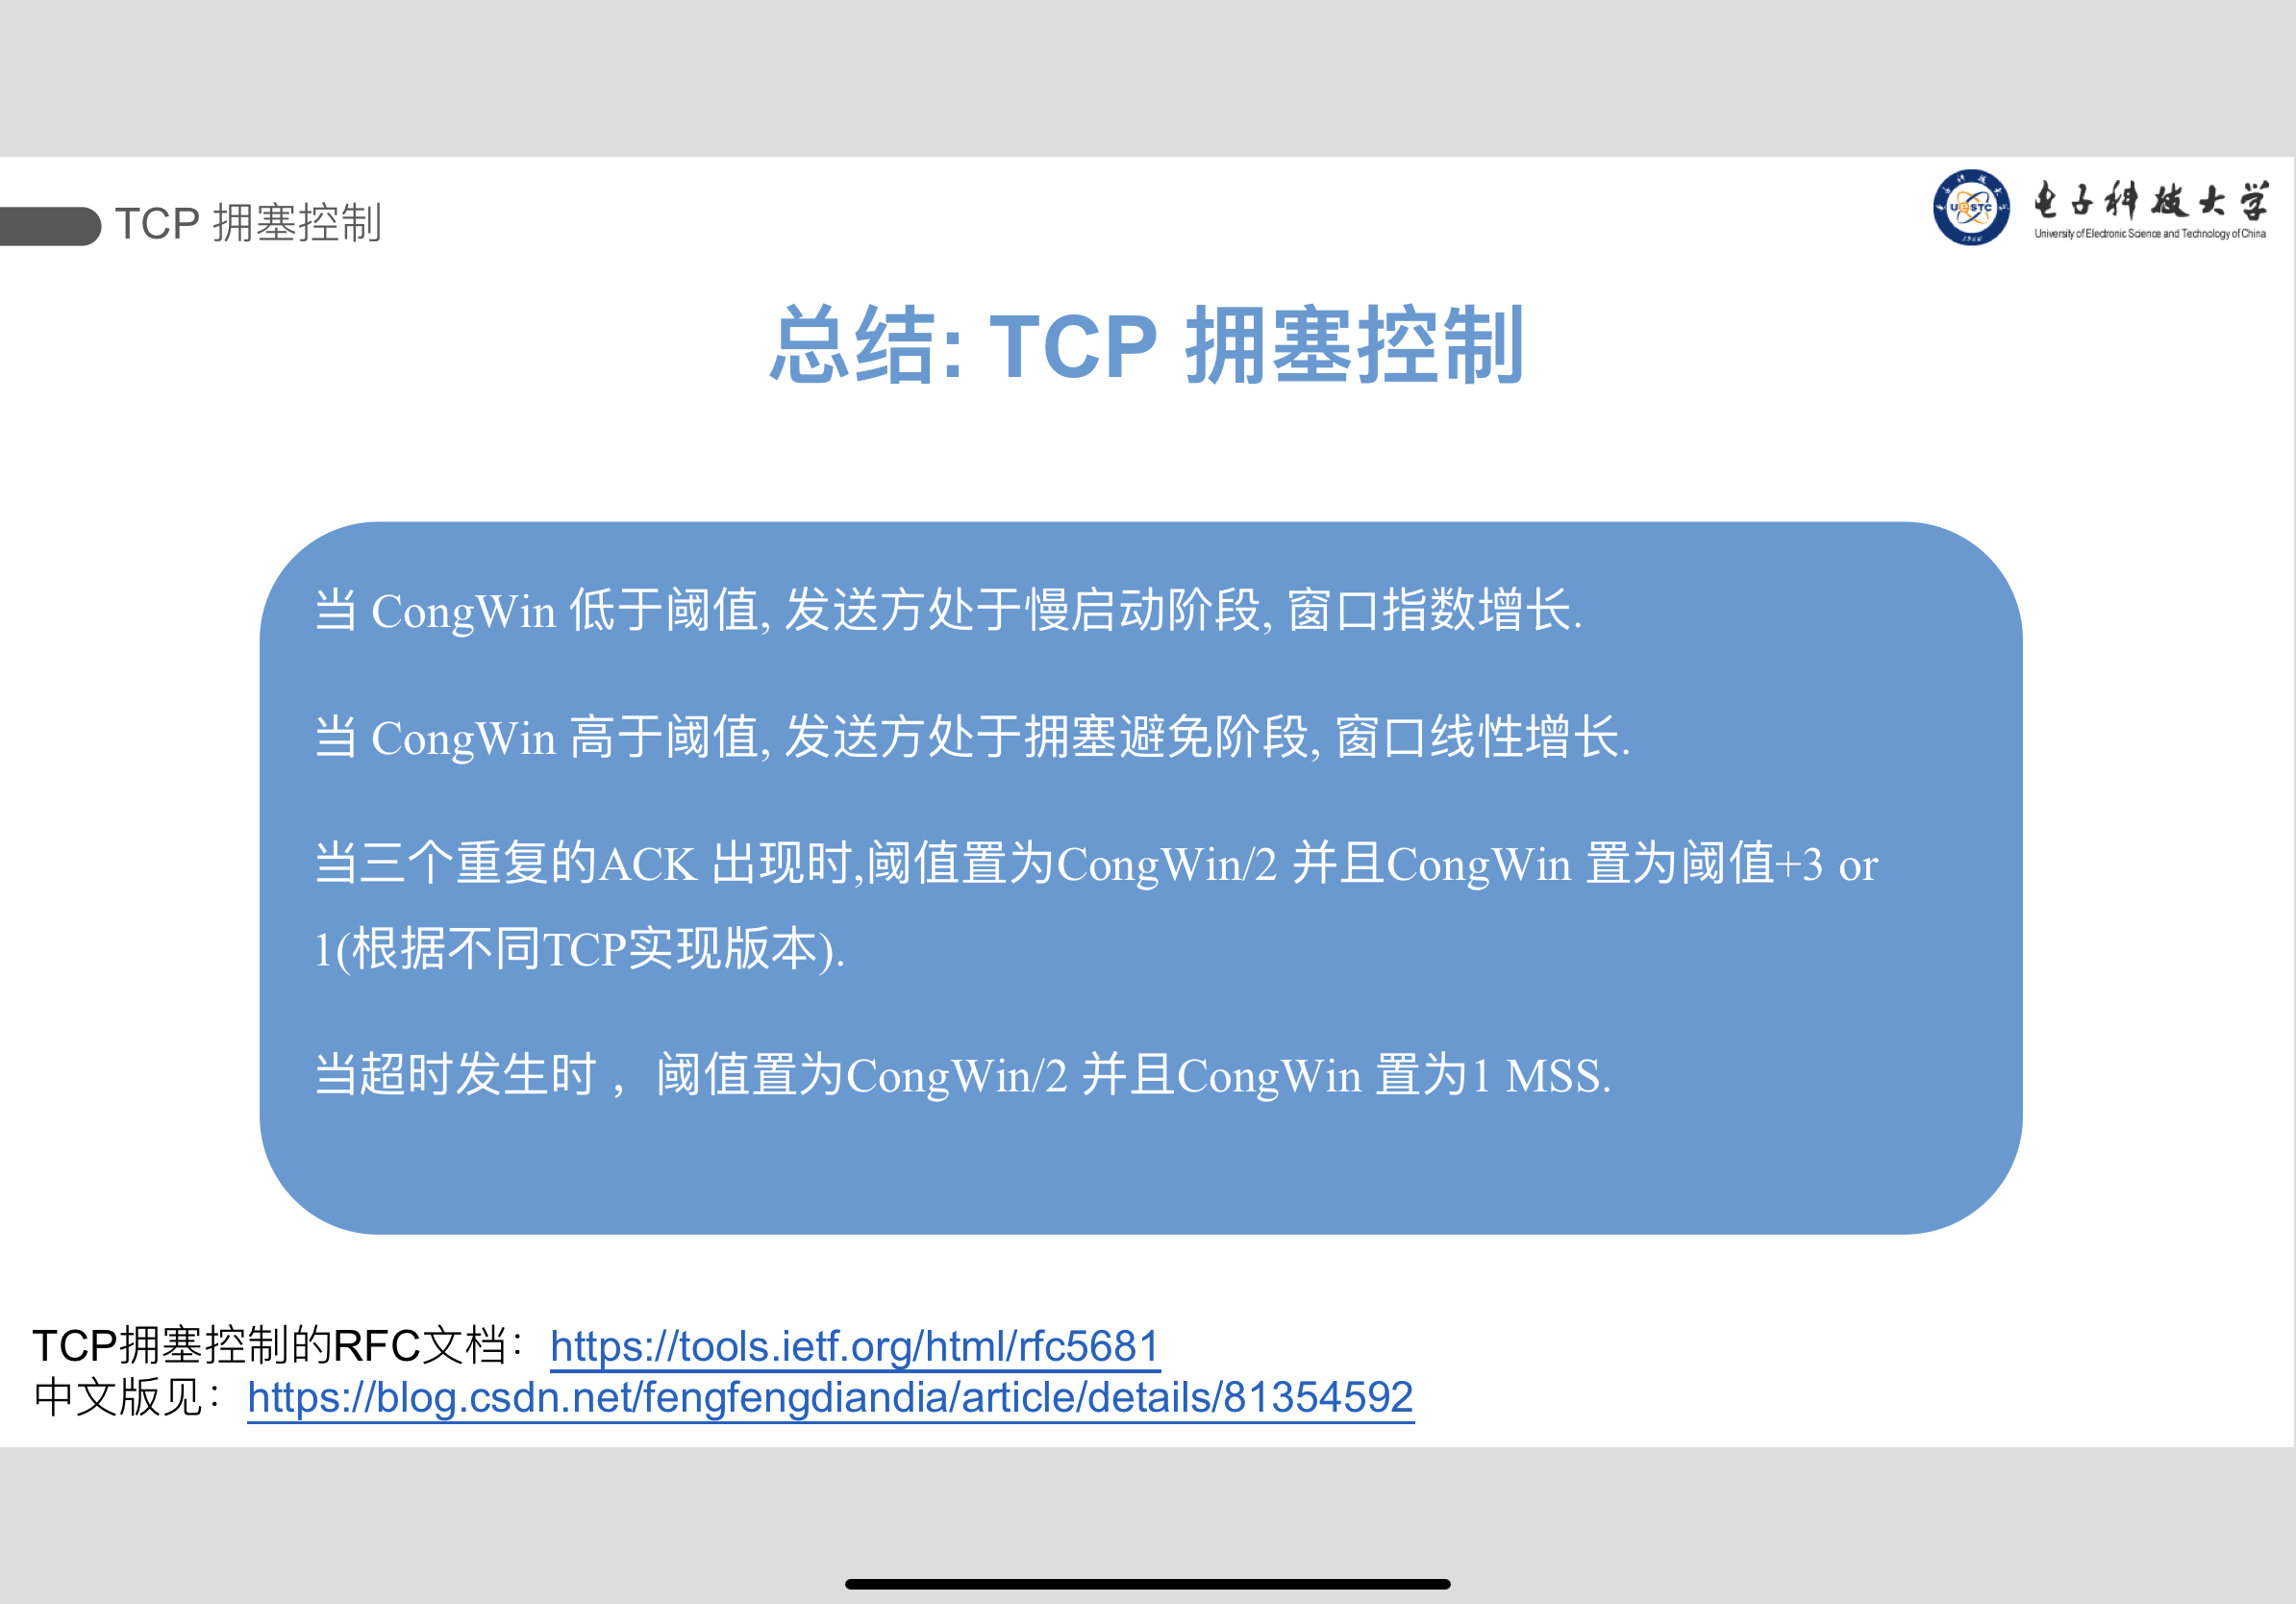 TCP 拥塞控制
电子科技大学
University of Electronic Science and Technology of China
总结: TCP 拥塞控制
当 CongWin 低于阈值, 发送方处于慢启动阶段, 窗口指数增长.
当 CongWin 高于阈值, 发送方处于拥塞避免阶段, 窗口线性增长.
当三个重复的ACK 出现时,阈值置为CongWin/2 并且CongWin 置为阈值+3 or
1(根据不同TCP实现版本).
当超时发生时 ，阈值置为CongWin/2 并且CongWin 置为1 MSS.
TCP拥塞控制的RFC文档：https://tools.ietf.org/html/rfc5681
中文版见：https://blog.csdn.net/fengfengdiandia/article/details/81354592